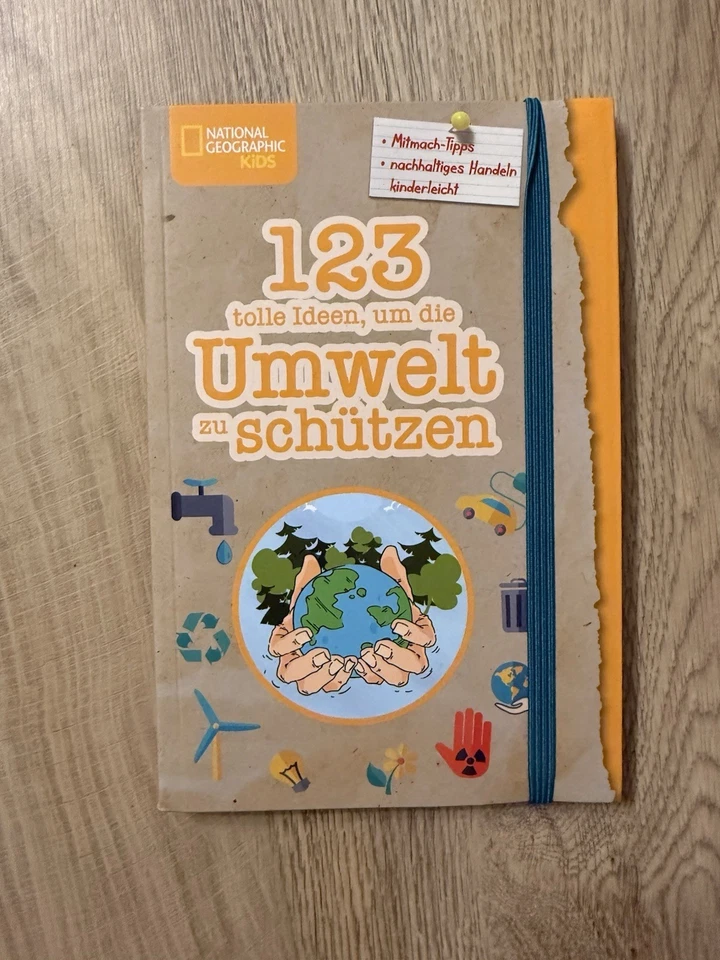 NATIONAL
GEOGRAPHIC
KiDS
• Mitmach-Tipps
• nachhaltiges Handeln
kinderleicht
123
tolle Ideen, um die
Umwelt
zu schützen